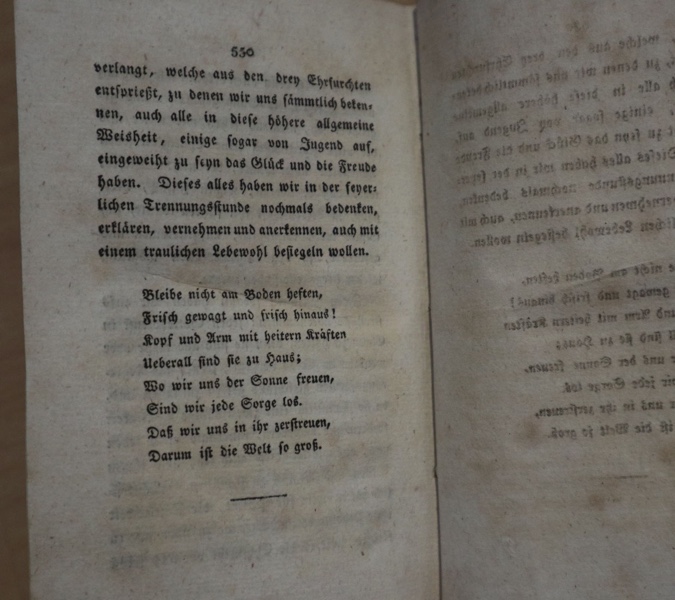 550
verlangt, welche aus den drey Ehrfurchten
entsprießt, zu denen wir uns sämmtlich beken-
nen, auch alle in diese höhere allgemeine
Weisheit, einige sogar von Jugend auf,
eingeweiht zu seyn das Glück und die Freude
haben. Dieses alles haben wir in der feyer-
lichen Trennungsstunde nochmals bedenken,
erklären, vernehmen und anerkennen, auch mit
einem traulichen Lebewohl besiegeln wollen.
Bleibe nicht am Boden heften,
Frisch gewagt und frisch hinaus!
Kopf und Arm mit heitern Kräften
Ueberall sind sie zu Haus;
Wo wir uns der Sonne freuen,
Sind wir jede Sorge los.
Daß wir uns in ihr zerstreuen,
Darum ist die Welt so groß.